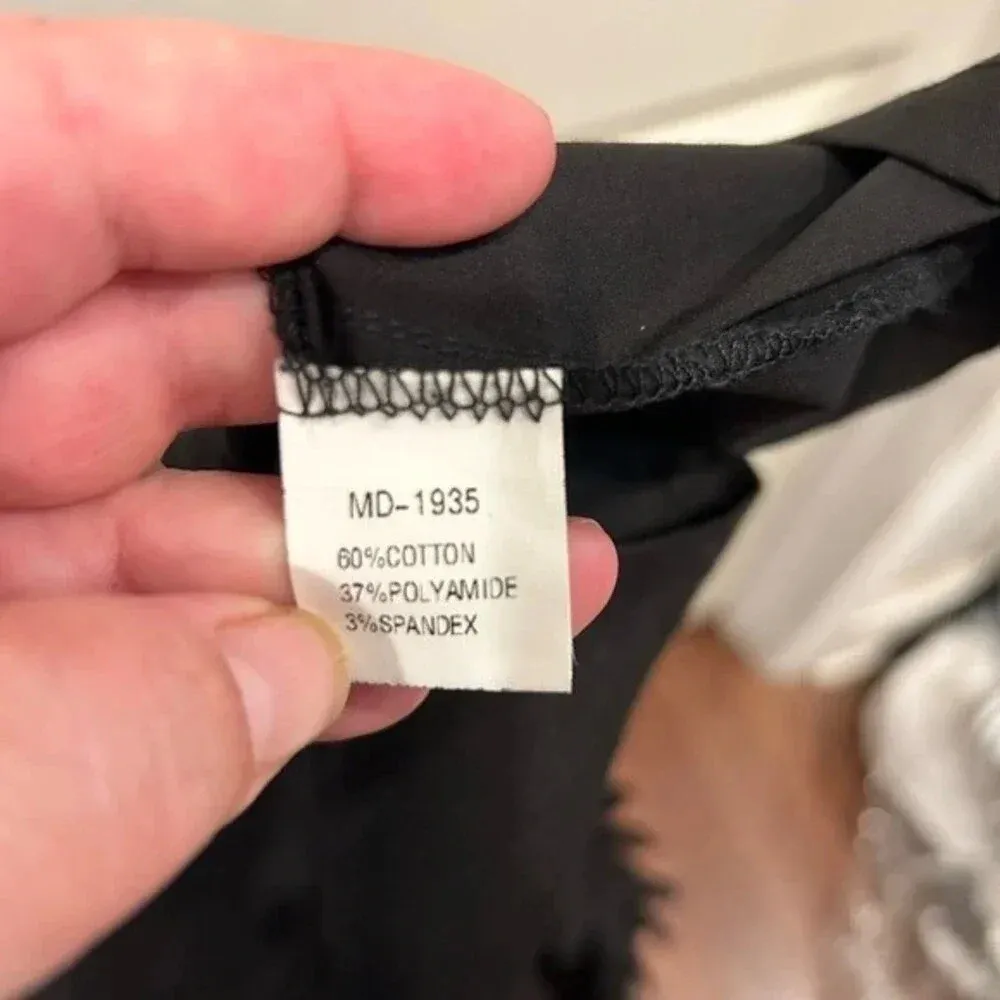 MD-1935
60%COTTON
37%POLYAMIDE
3%SPANDEX